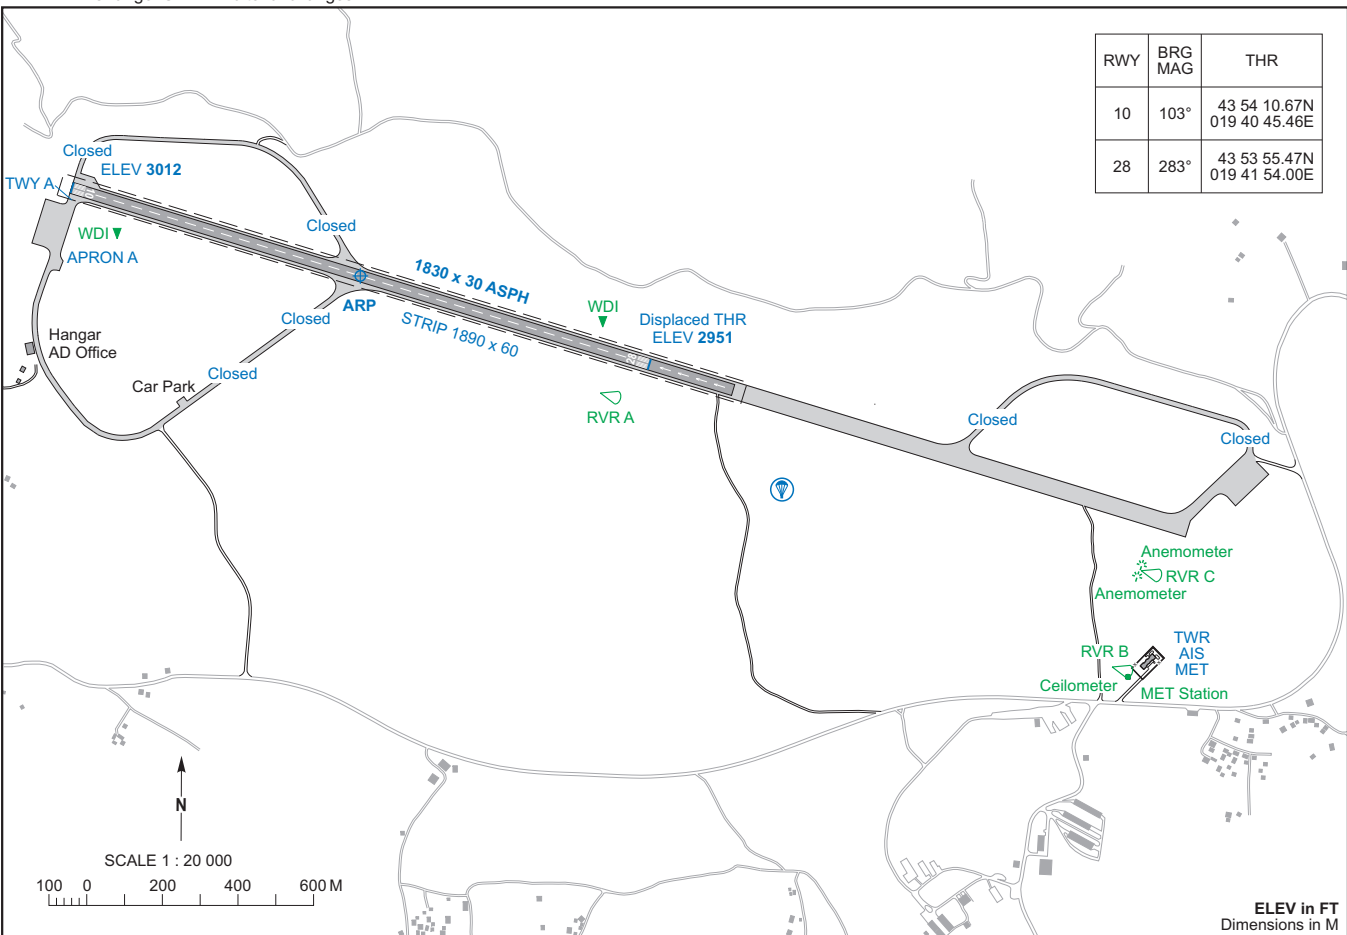 RWY BRG MAG THR
10 103° 43 54 10.67N
019 40 45.46E
28 283° 43 53 55.47N
019 41 54.00E
Closed
ELEV 3012
TWY A
WDI
APRON A
Closed
1830 x 30 ASPH
ARP
STRIP 1890 x 60
WDI
Displaced THR
ELEV 2951
Closed
Hangar
AD Office
Closed
Car Park
RVR A
Closed
Closed
Anemometer
RVR C
Anemometer
TWR
AIS
MET
RVR B
Ceilometer
MET Station
N
SCALE 1 : 20 000
100 0 200 400 600 M
ELEV in FT
Dimensions in M